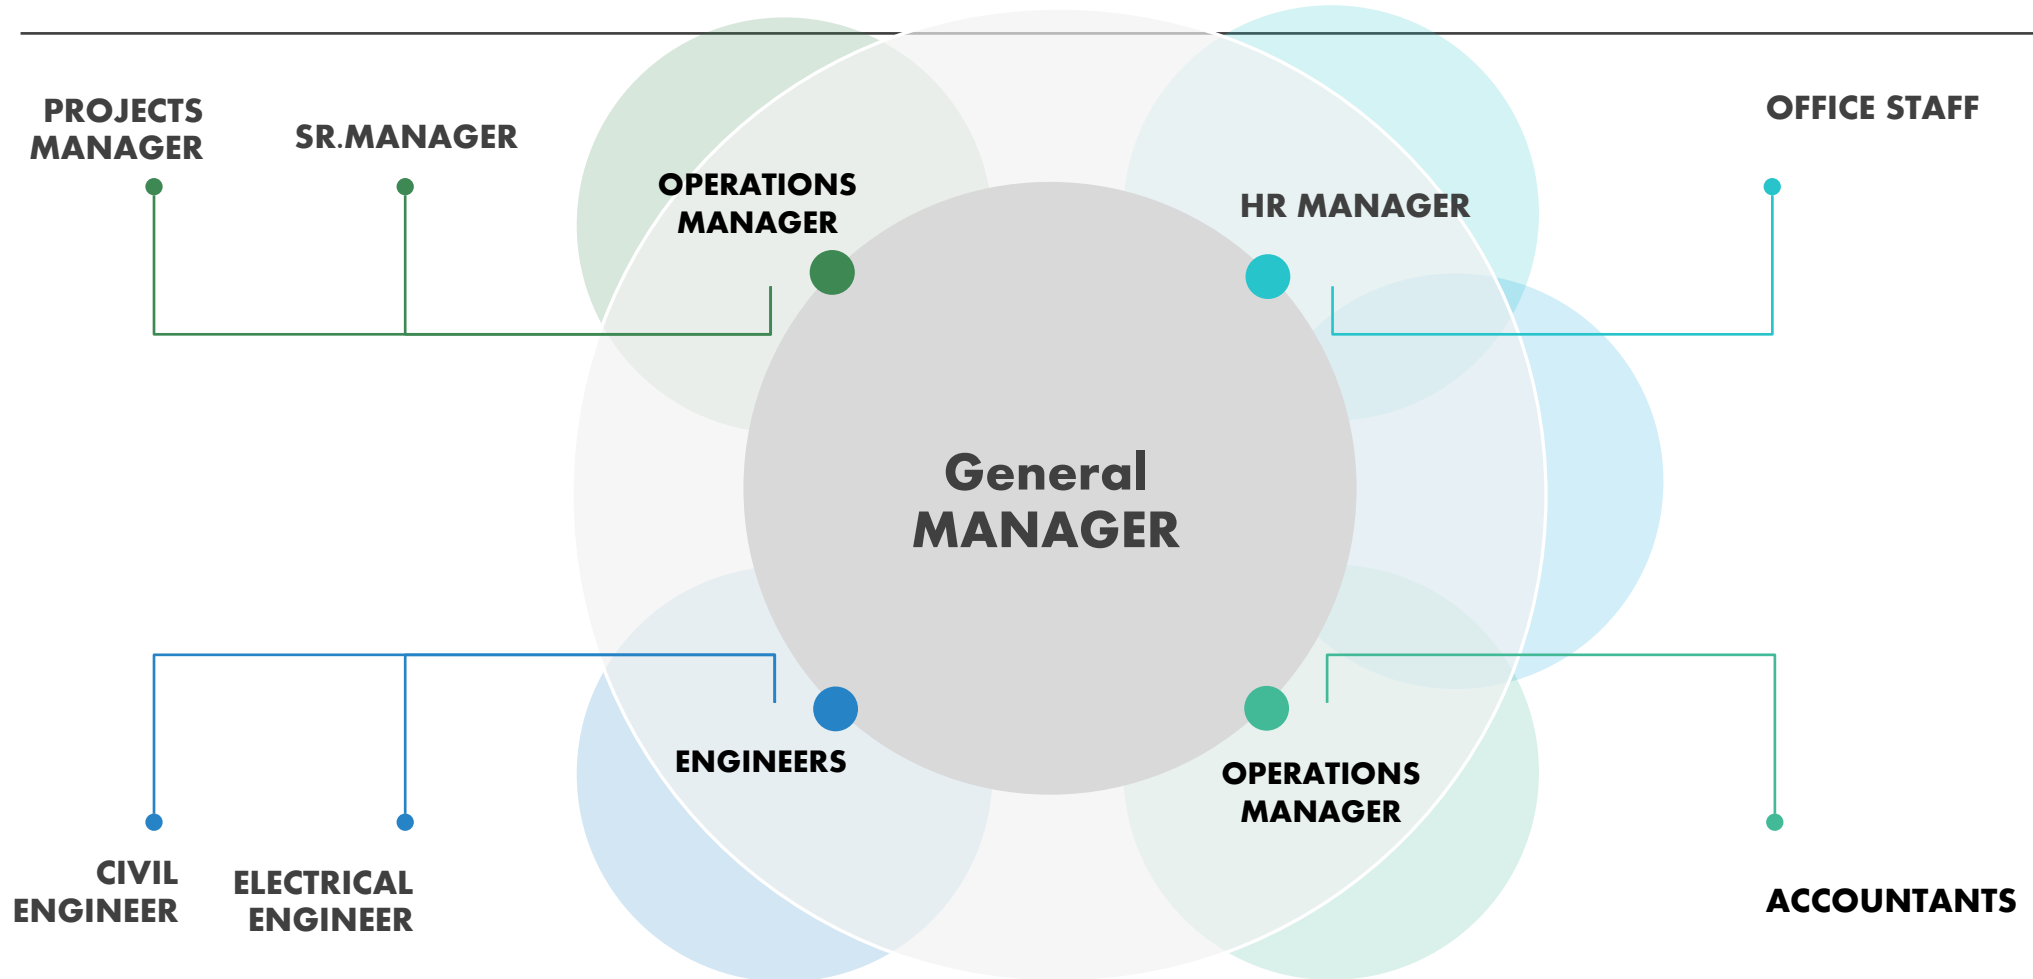 PROJECTS
MANAGER
SR.MANAGER
OPERATIONS
MANAGER
HR MANAGER
OFFICE STAFF
General
MANAGER
ENGINEERS
OPERATIONS
MANAGER
CIVIL
ENGINEER
ELECTRICAL
ENGINEER
ACCOUNTANTS